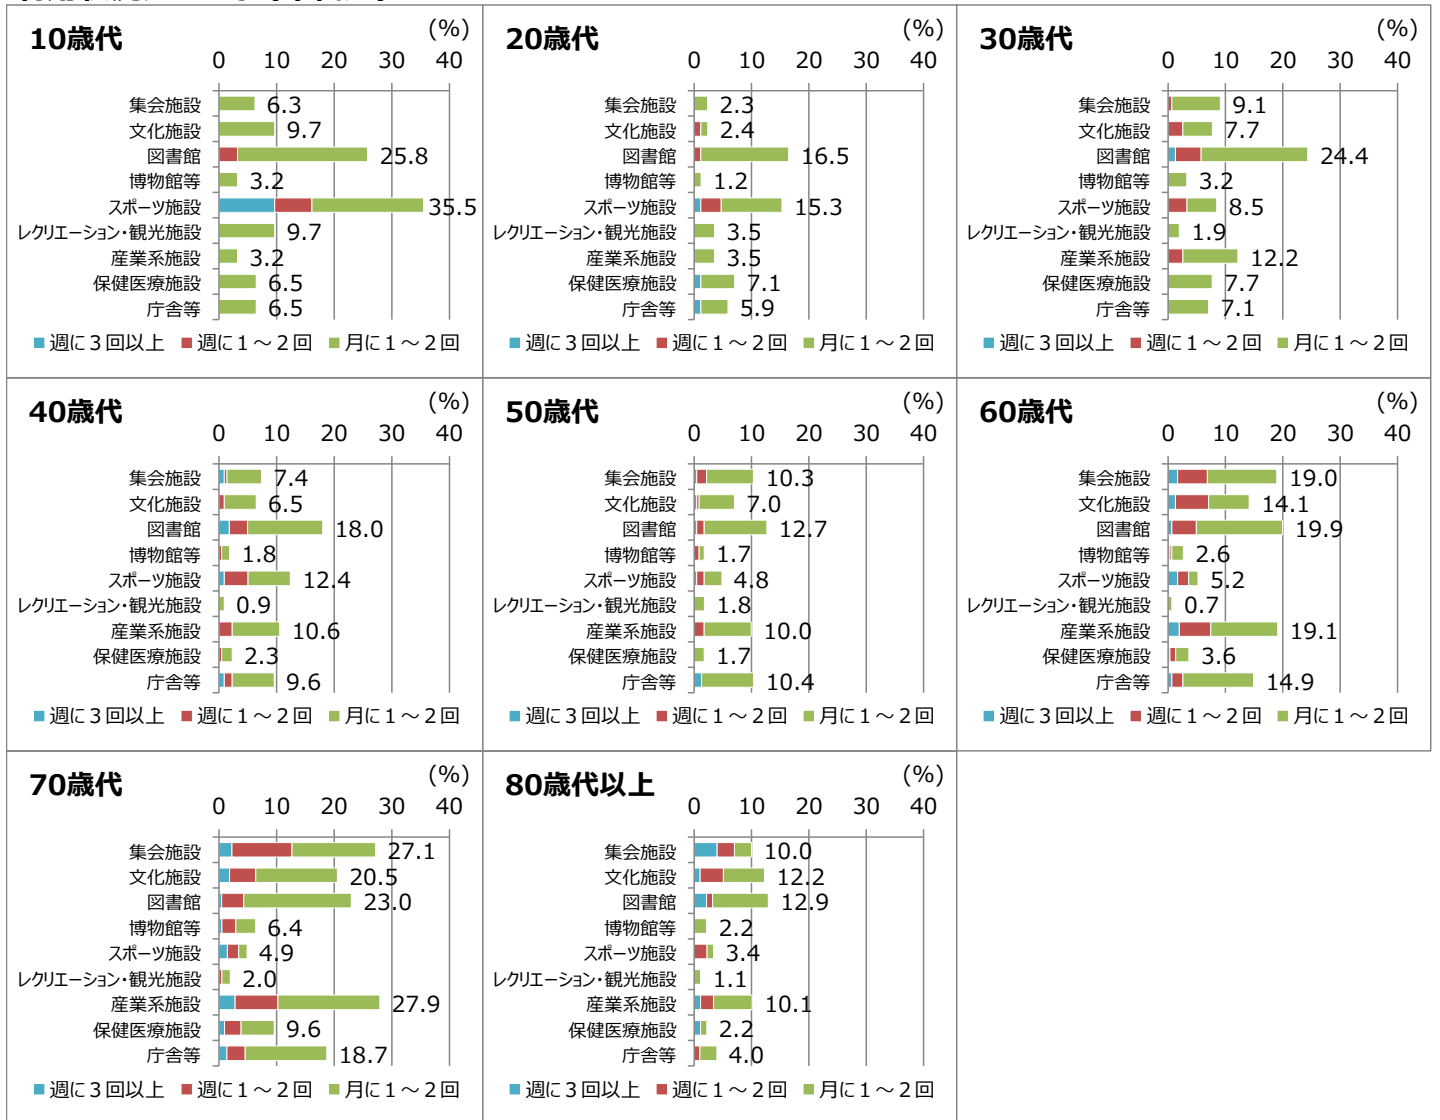 10歳代
(%)
0 10 20 30 40
集会施設 6.3
文化施設 9.7
図書館 25.8
博物館等 3.2
スポーツ施設 35.5
レクリエーション・観光施設 9.7
産業系施設 3.2
保健医療施設 6.5
庁舎等 6.5
週に３回以上 週に１～２回 月に１～２回
20歳代
(%)
0 10 20 30 40
集会施設 2.3
文化施設 2.4
図書館 16.5
博物館等 1.2
スポーツ施設 15.3
レクリエーション・観光施設 3.5
産業系施設 3.5
保健医療施設 7.1
庁舎等 5.9
週に３回以上 週に１～２回 月に１～２回
30歳代
(%)
0 10 20 30 40
集会施設 9.1
文化施設 7.7
図書館 24.4
博物館等 3.2
スポーツ施設 8.5
レクリエーション・観光施設 1.9
産業系施設 12.2
保健医療施設 7.7
庁舎等 7.1
週に３回以上 週に１～２回 月に１～２回
40歳代
(%)
0 10 20 30 40
集会施設 7.4
文化施設 6.5
図書館 18.0
博物館等 1.8
スポーツ施設 12.4
レクリエーション・観光施設 0.9
産業系施設 10.6
保健医療施設 2.3
庁舎等 9.6
週に３回以上 週に１～２回 月に１～２回
50歳代
(%)
0 10 20 30 40
集会施設 10.3
文化施設 7.0
図書館 12.7
博物館等 1.7
スポーツ施設 4.8
レクリエーション・観光施設 1.8
産業系施設 10.0
保健医療施設 1.7
庁舎等 10.4
週に３回以上 週に１～２回 月に１～２回
60歳代
(%)
0 10 20 30 40
集会施設 19.0
文化施設 14.1
図書館 19.9
博物館等 2.6
スポーツ施設 5.2
レクリエーション・観光施設 0.7
産業系施設 19.1
保健医療施設 3.6
庁舎等 14.9
週に３回以上 週に１～２回 月に１～２回
70歳代
(%)
0 10 20 30 40
集会施設 27.1
文化施設 20.5
図書館 23.0
博物館等 6.4
スポーツ施設 4.9
レクリエーション・観光施設 2.0
産業系施設 27.9
保健医療施設 9.6
庁舎等 18.7
週に３回以上 週に１～２回 月に１～２回
80歳代以上
(%)
0 10 20 30 40
集会施設 10.0
文化施設 12.2
図書館 12.9
博物館等 2.2
スポーツ施設 3.4
レクリエーション・観光施設 1.1
産業系施設 10.1
保健医療施設 2.2
庁舎等 4.0
週に３回以上 週に１～２回 月に１～２回